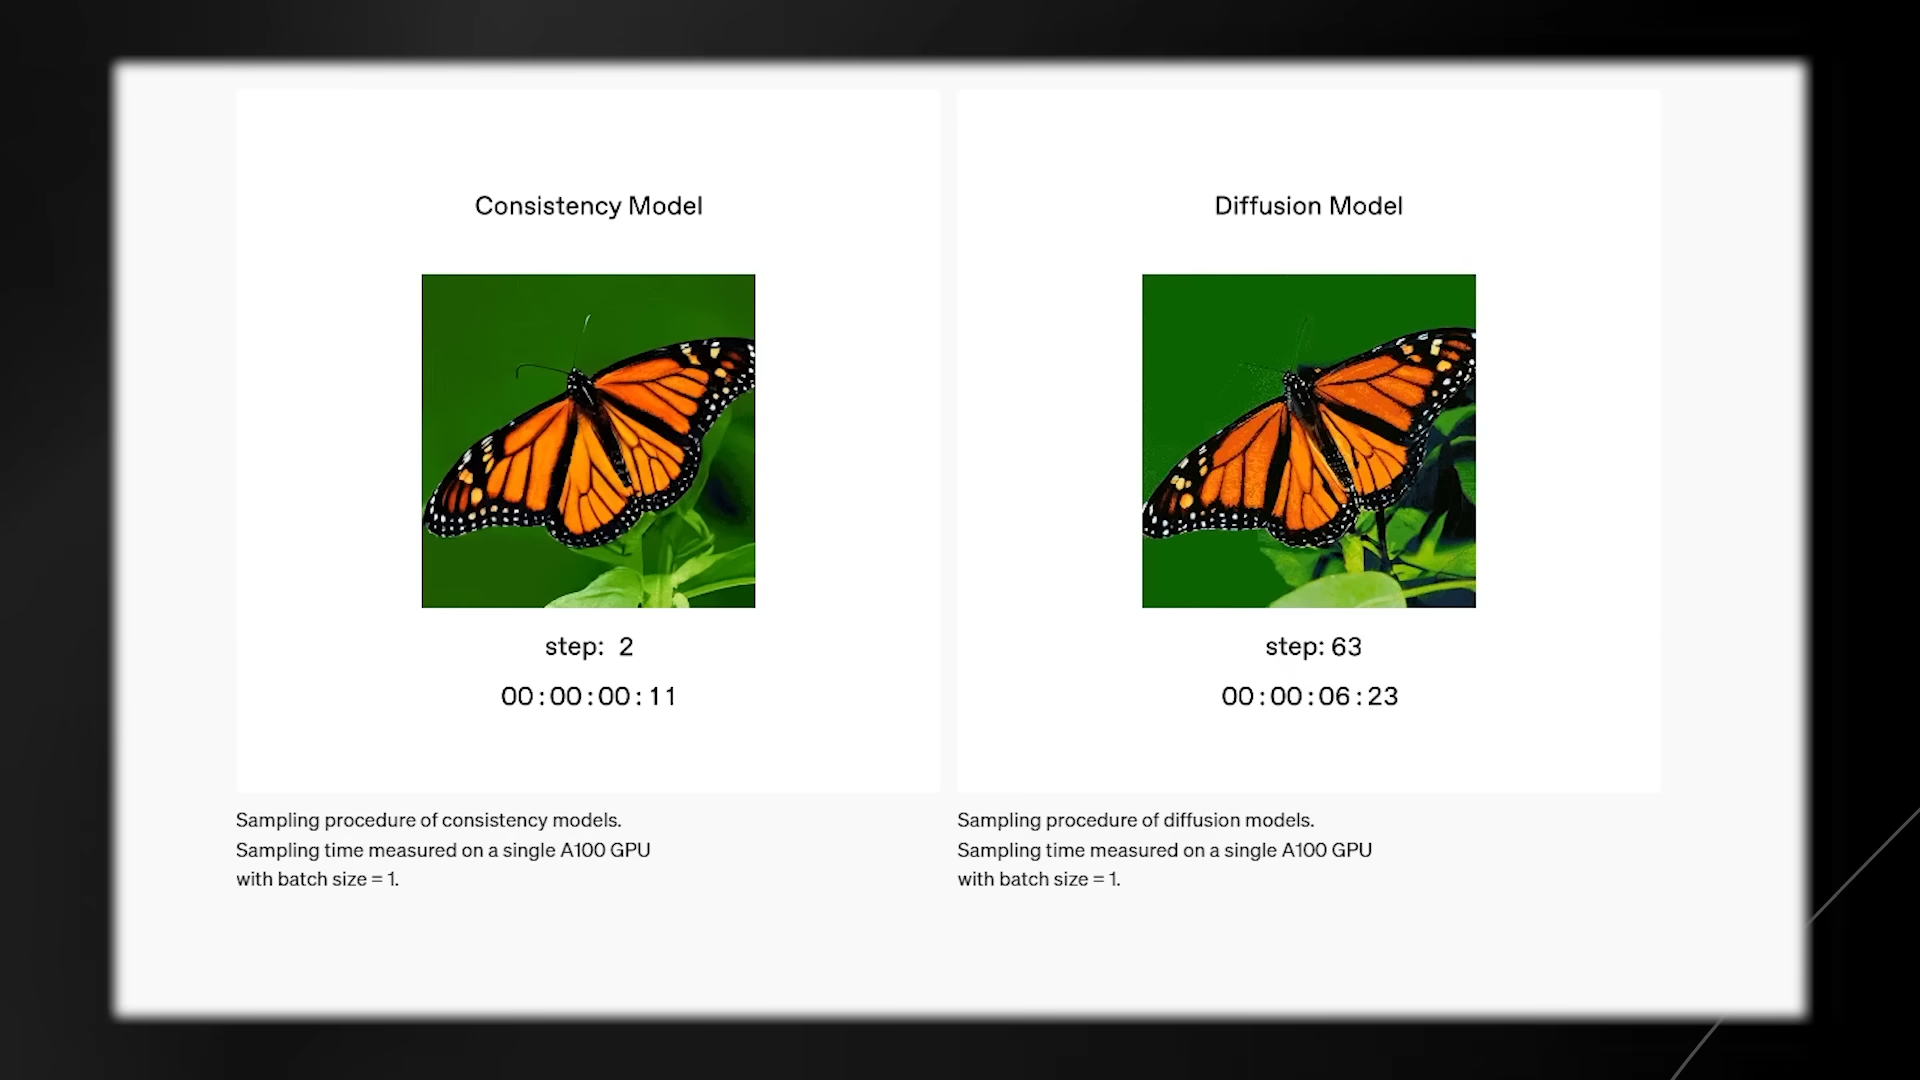 Consistency Model
step: 2
00:00:00:11
Sampling procedure of consistency models.
Sampling time measured on a single A100 GPU
with batch size = 1.
Diffusion Model
step: 63
00:00:06:23
Sampling procedure of diffusion models.
Sampling time measured on a single A100 GPU
with batch size = 1.